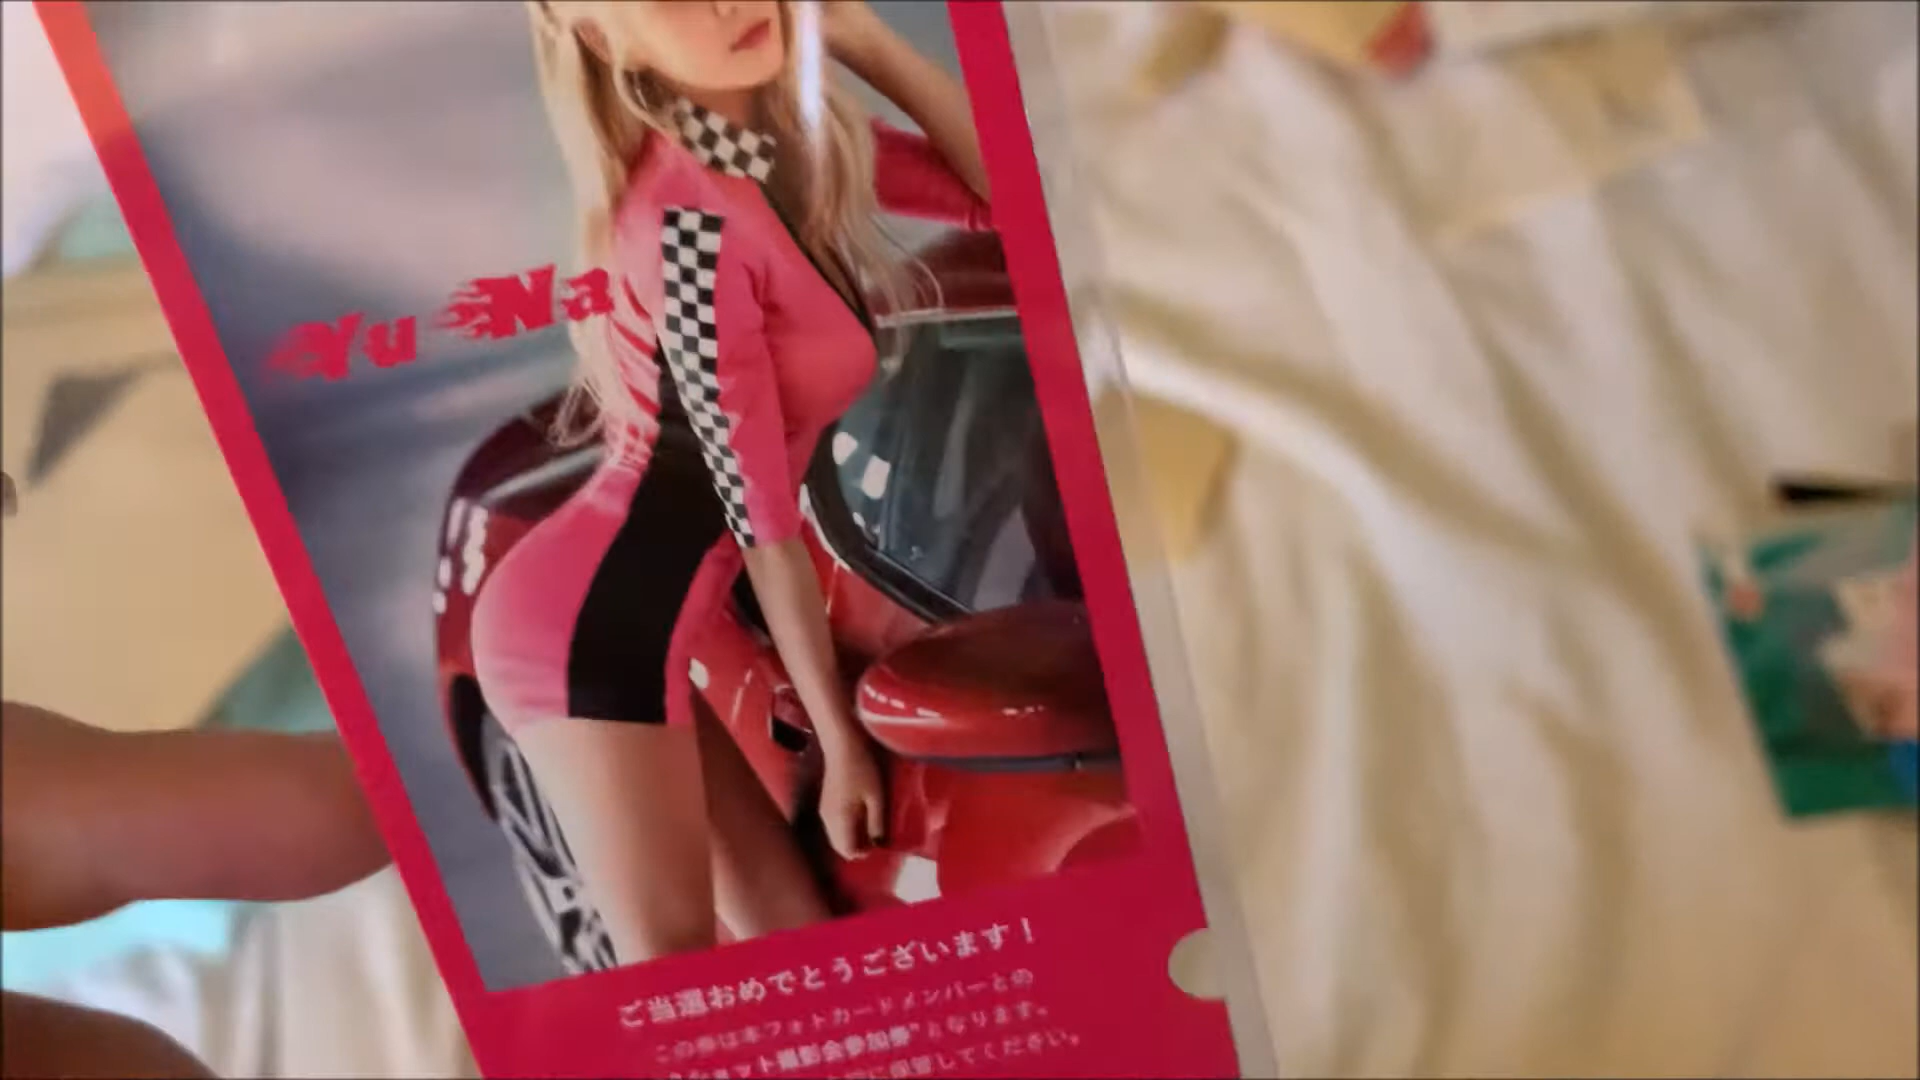 Yu Na
ご当選おめでとうございます！
この券は本フォトカードメンバーとの
ショット撮影会参加券"となります。
に保管してください。